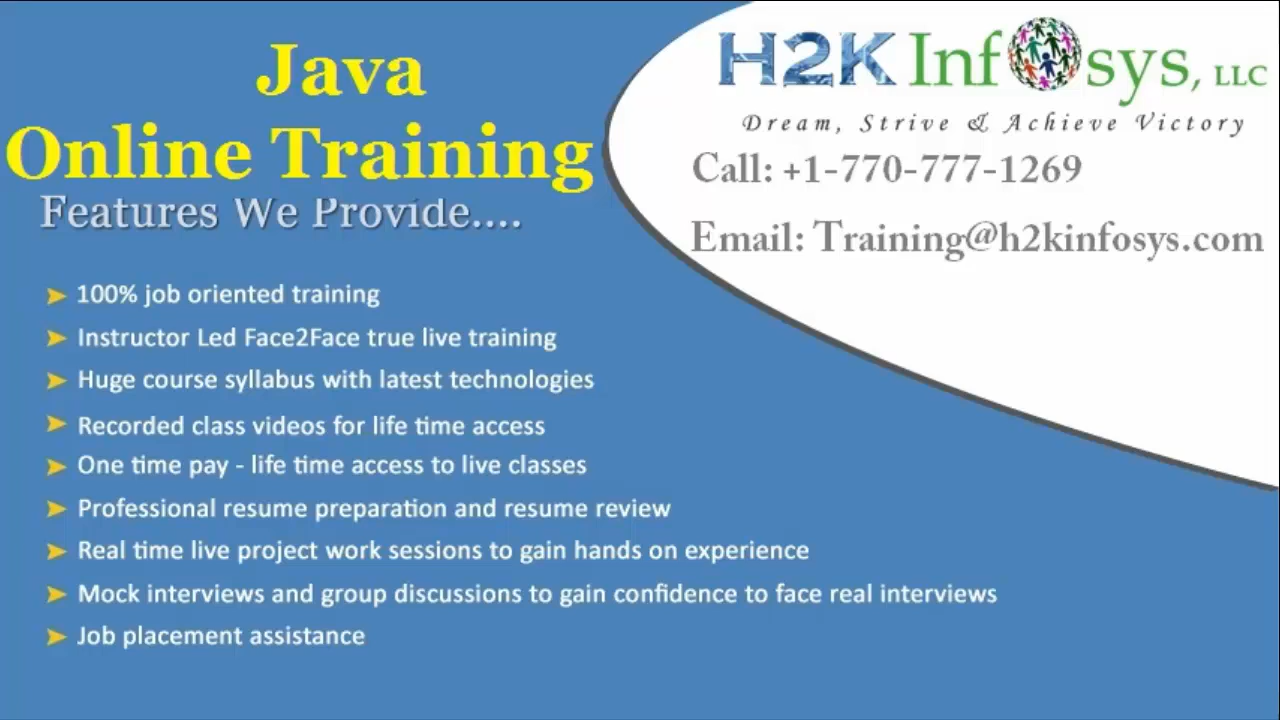 Java
Online Training
Features We Provide....
H2K Infosys, LLC
Dream, Strive & Achieve Victory
Call: +1-770-777-1269
Email: Training@h2kinfosys.com
100% job oriented training
Instructor Led Face2Face true live training
Huge course syllabus with latest technologies
Recorded class videos for life time access
One time pay - life time access to live classes
Professional resume preparation and resume review
Real time live project work sessions to gain hands on experience
Mock interviews and group discussions to gain confidence to face real interviews
Job placement assistance